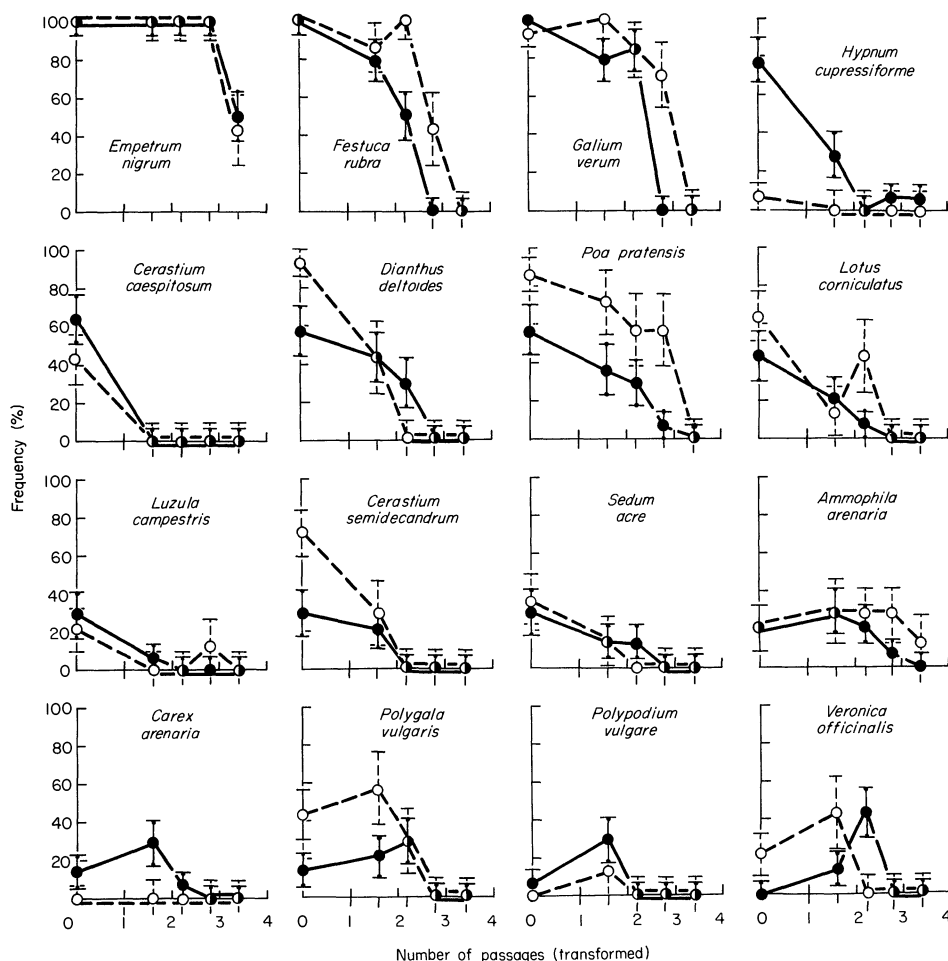 100
80
60
40
20
0
Empetrum
nigrum
Festuca
rubra
Galium
verum
Hypnum
cupressiforme
100
80
60
40
20
0
Cerastium
caespitosum
Dianthus
deltoides
Poa pratensis
Lotus
corniculatus
Frequency (%)
100
80
60
40
20
0
Luzula
campestris
Cerastium
semidecandrum
Sedum
acre
Ammophila
arenaria
100
80
60
40
20
Carex
arenaria
Polygala
vulgaris
Polypodium
vulgare
Veronica
officinalis
0 1 2 3 4
0 1 2 3 4
0 1 2 3 4
0 1 2 3 4
Number of passages (transformed)